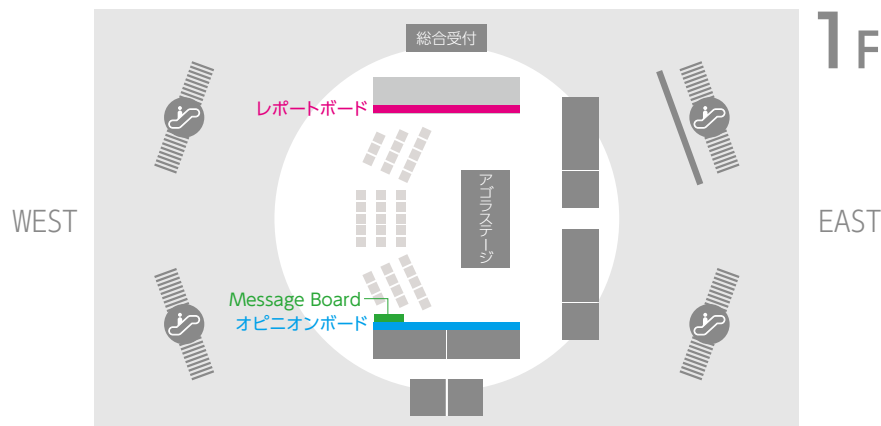 総合受付
1F
レポートボード
アゴラステージ
WEST
EAST
Message Board
オピニオンボード